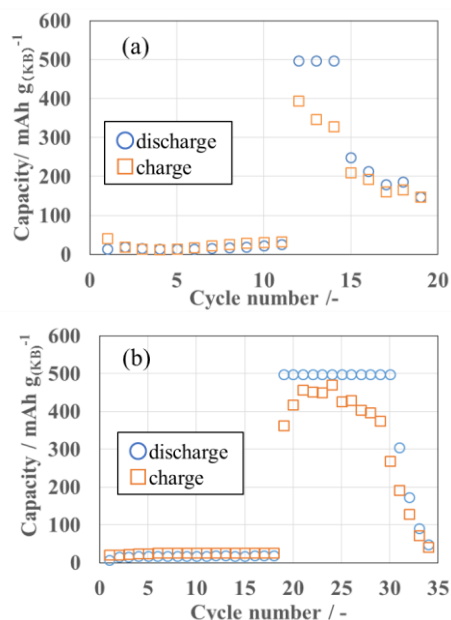 (a)
Capacity/ mAh g(KB)-1
600
500
400
300
200
100
0
discharge
charge
0 5 10 15 20
Cycle number /-
(b)
Capacity / mAh g(KB)-1
600
500
400
300
200
100
0
discharge
charge
0 5 10 15 20 25 30 35
Cycle number /-